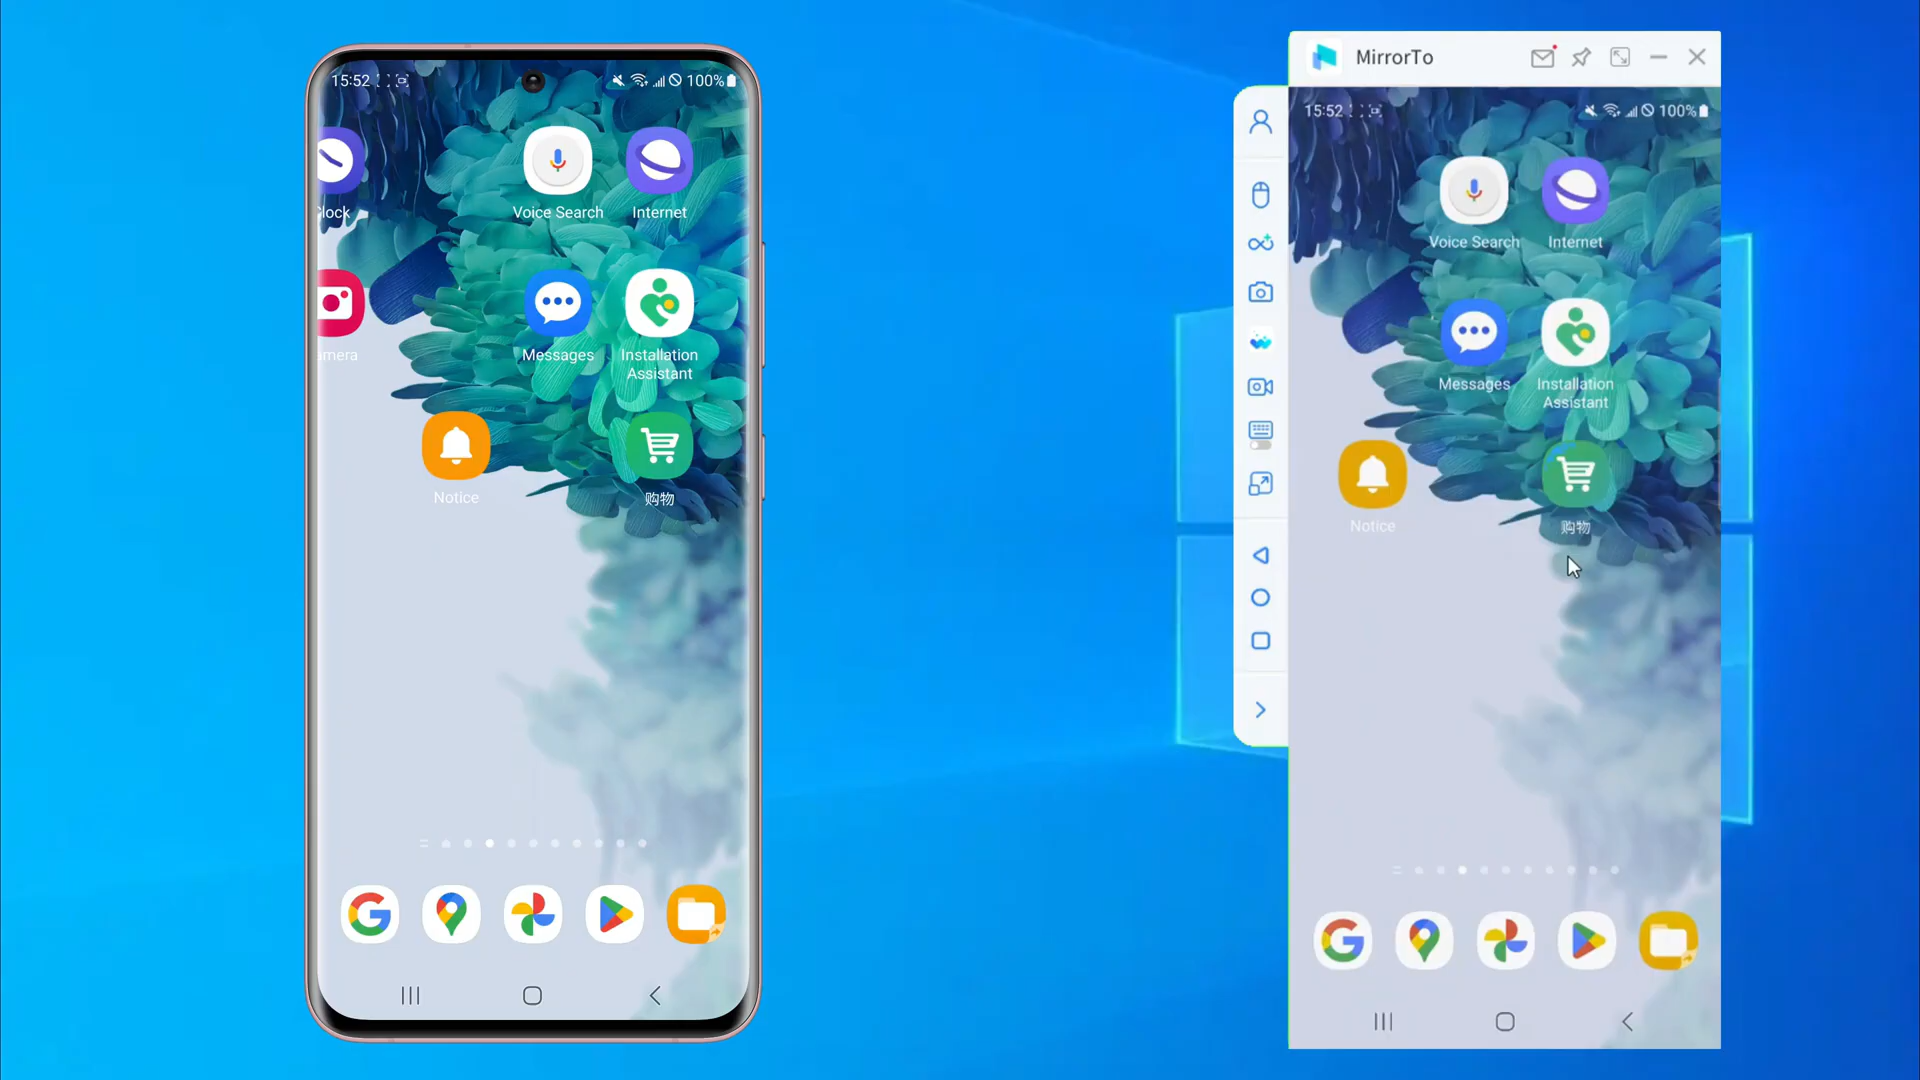 15:52
100%
lock
Voice Search
Internet
mera
Messages
Installation
Assistant
Notice
购物
MirrorTo
15:52
100%
Voice Search
Internet
Messages
Installation
Assistant
Notice
购物